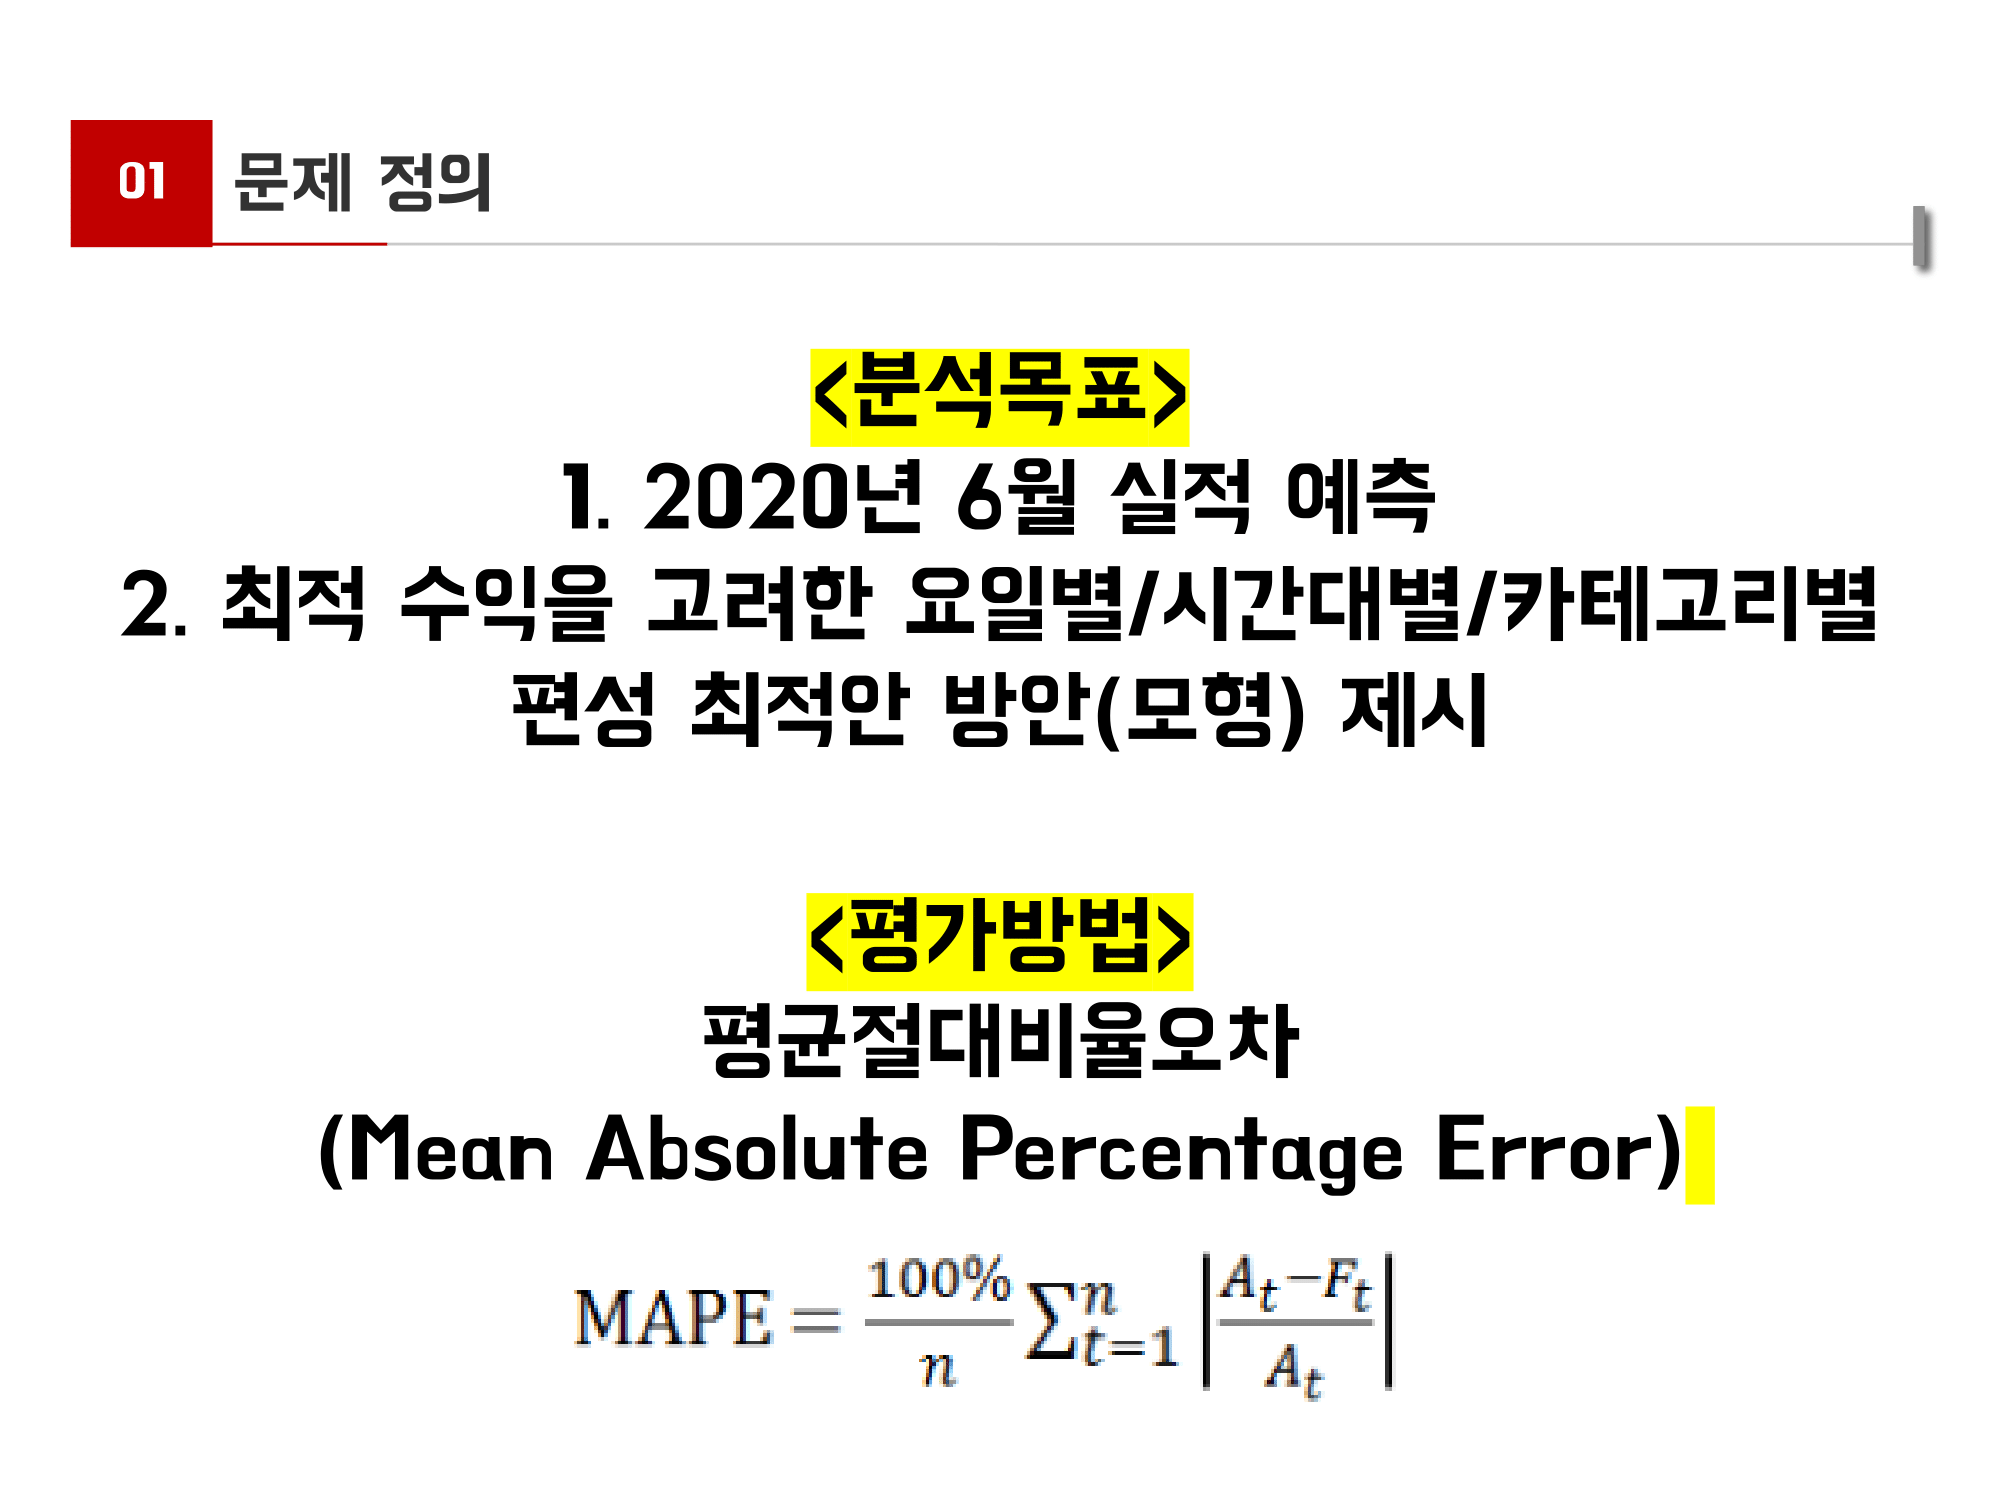 01 문제 정의
<분석목표>
1. 2020년 6월 실적 예측
2. 최적 수익을 고려한 요일별/시간대별/카테고리별
편성 최적안 방안(모형) 제시
<평가방법>
평균절대비율오차
(Mean Absolute Percentage Error)
MAPE = \frac{100\%}{n} \sum_{t=1}^{n} \left| \frac{A_t - F_t}{A_t} \right|